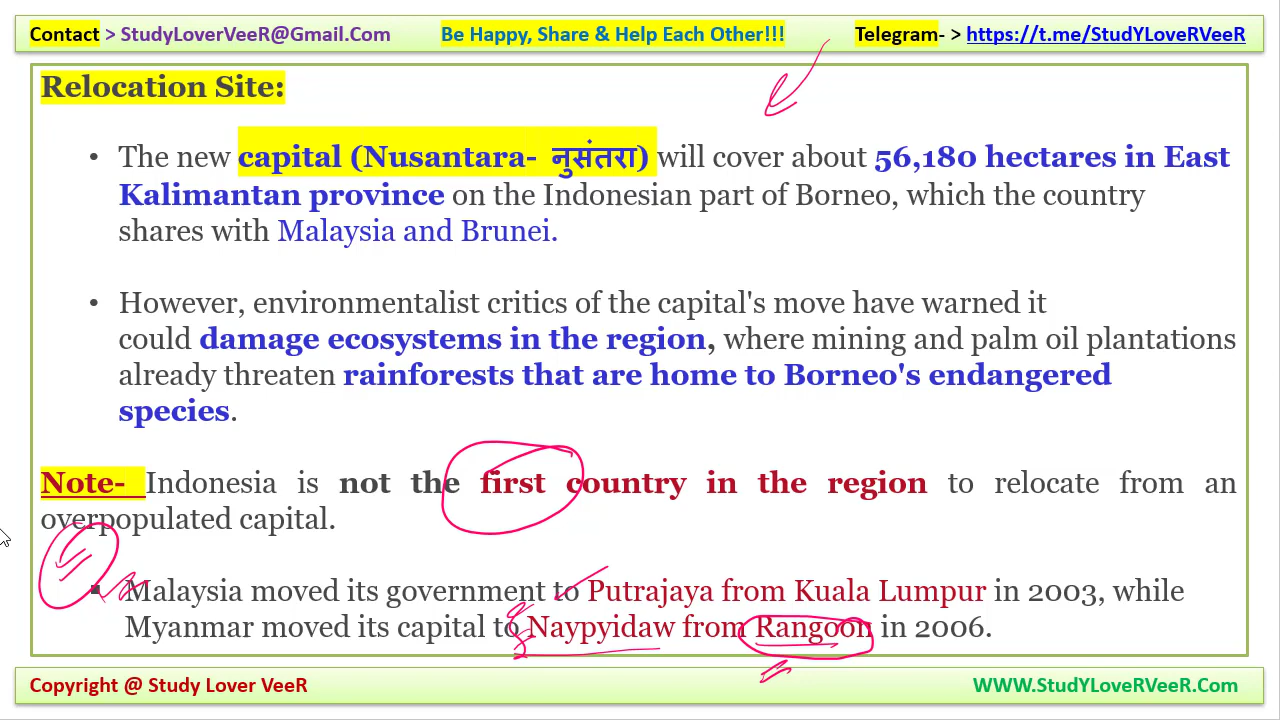 Contact > StudyLoverVeeR@Gmail.Com Be Happy, Share & Help Each Other!!! Telegram- > https://t.me/StudYLoveRVeeR
Relocation Site:
• The new capital (Nusantara- नुसंतरा) will cover about 56,180 hectares in East
Kalimantan province on the Indonesian part of Borneo, which the country
shares with Malaysia and Brunei.
• However, environmentalist critics of the capital's move have warned it
could damage ecosystems in the region, where mining and palm oil plantations
already threaten rainforests that are home to Borneo's endangered
species.
Note- Indonesia is not the first country in the region to relocate from an
overpopulated capital.
▪ Malaysia moved its government to Putrajaya from Kuala Lumpur in 2003, while
Myanmar moved its capital to Naypyidaw from Rangoon in 2006.
Copyright @ Study Lover VeeR WWW.StudYLoveRVeeR.Com